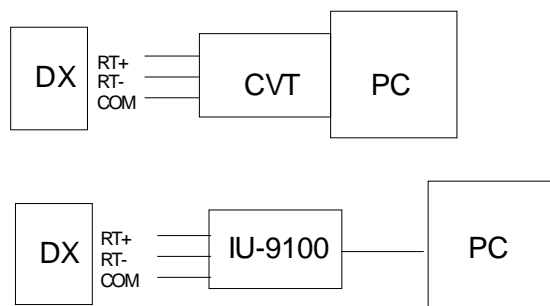 DX
RT+
RT-
COM
CVT
PC
DX
RT+
RT-
COM
IU-9100
PC